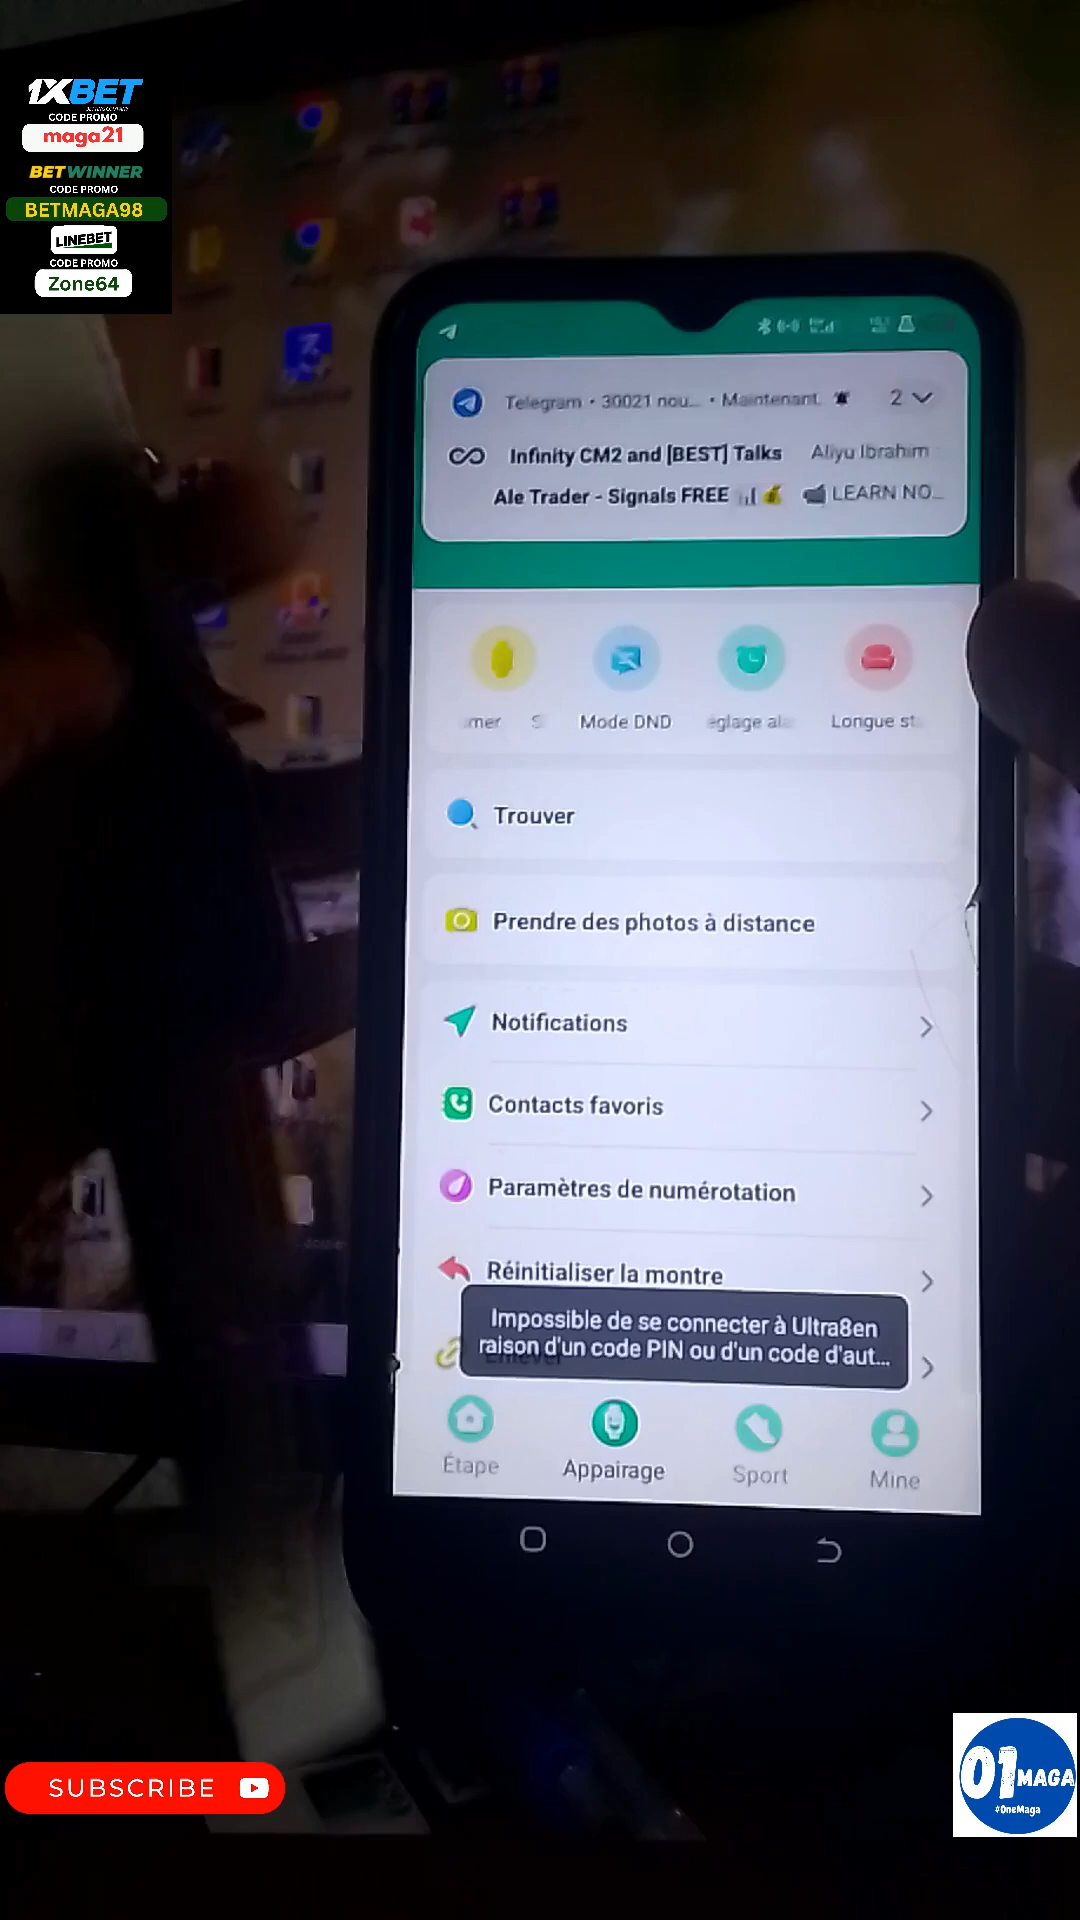 1XBET
CODE PROMO
maga21
BETWINNER
CODE PROMO
BETMAGA98
LINEBET
CODE PROMO
Zone64
Telegram • 30021 nou... • Maintenant
2
Infinity CM2 and [BEST] Talks Aliyu Ibrahim
Ale Trader - Signals FREE LEARN NO...
mer S
Mode DND
églage ala
Longue st
Trouver
Prendre des photos à distance
Notifications
Contacts favoris
Paramètres de numérotation
Réinitialiser la montre
Impossible de se connecter à Ultra8en
raison d'un code PIN ou d'un code d'aut...
Étape
Appairage
Sport
Mine
SUBSCRIBE
01MAGA
#OneMaga